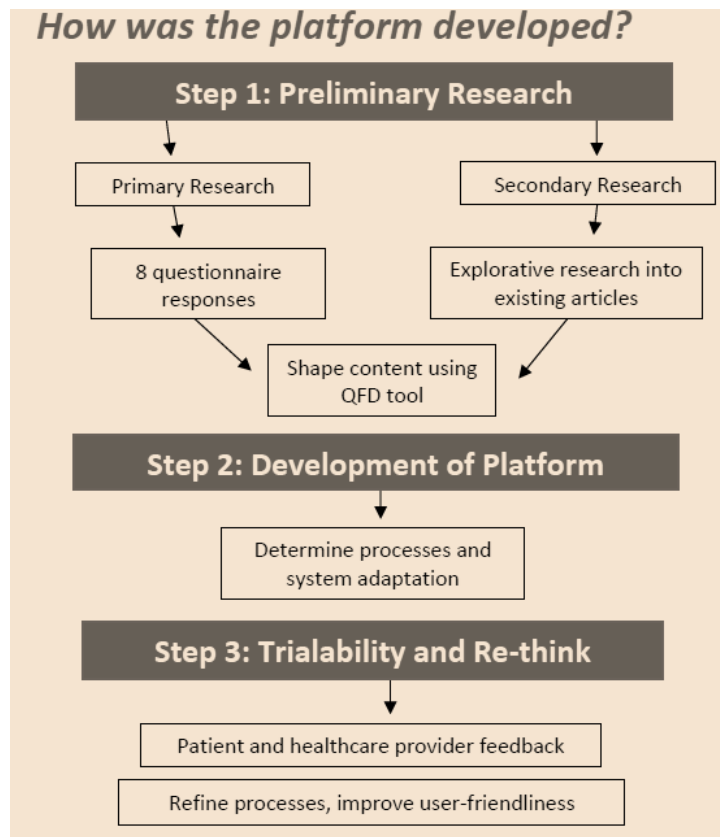 How was the platform developed?
Step 1: Preliminary Research
Primary Research
Secondary Research
8 questionnaire
responses
Explorative research into
existing articles
Shape content using
QFD tool
Step 2: Development of Platform
Determine processes and
system adaptation
Step 3: Trialability and Re-think
Patient and healthcare provider feedback
Refine processes, improve user-friendliness